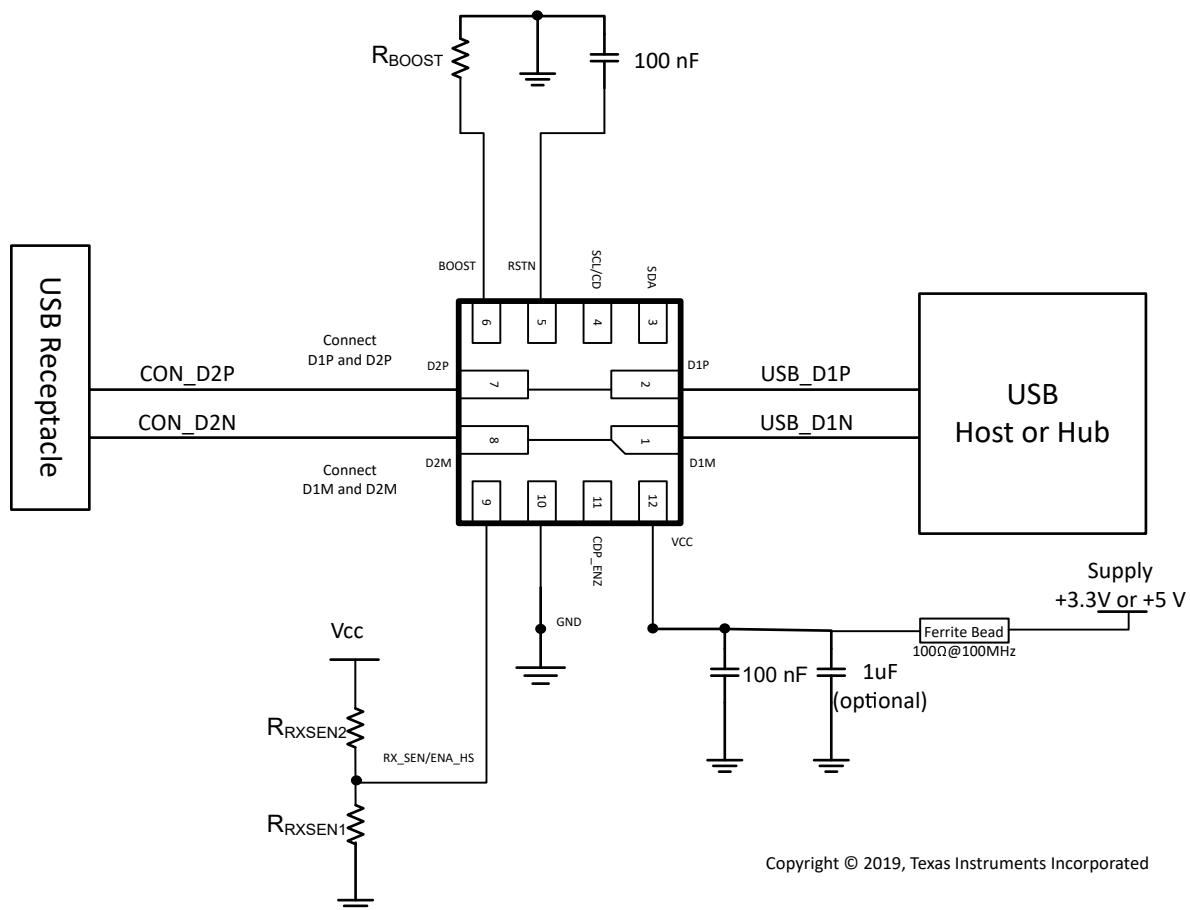 R_BOOST
100 nF
BOOST
RSTN
SCL/CD
SDA
6
5
4
3
USB Receptacle
Connect
D1P and D2P
CON_D2P
D2P
7
2
D1P
USB_D1P
CON_D2N
8
1
USB_D1N
D2M
D1M
Connect
D1M and D2M
USB
Host or Hub
9
10
11
12
CDP_ENZ
VCC
GND
Supply
+3.3V or +5 V
Ferrite Bead
100Ω@100MHz
100 nF
1uF
(optional)
Vcc
R_RXSEN2
RX_SEN/ENA_HS
R_RXSEN1
Copyright © 2019, Texas Instruments Incorporated